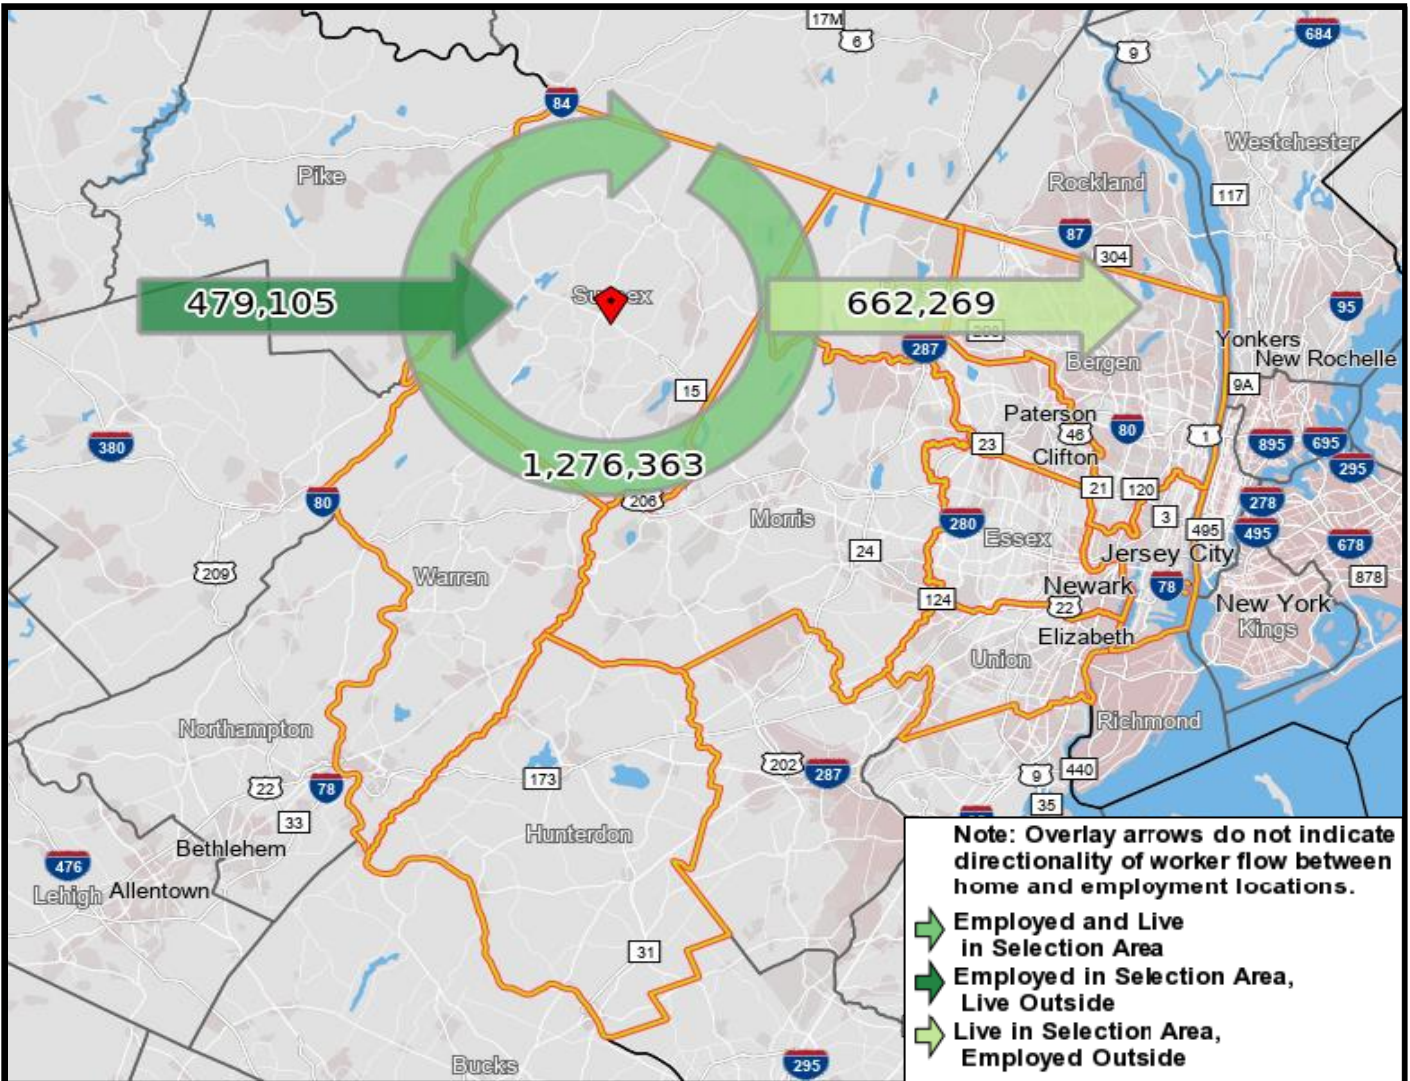 17M
6
684
9
84
Westchester
Pike
Rockland
117
87
304
479,105
662,269
95
287
Yonkers
Bergen
New Rochelle
9A
15
Paterson
46
80
1
380
23
Clifton
895
695
295
1,276,363
80
206
21
120
278
Morris
280
3
495
495
Essex
24
Jersey City
678
209
Warren
878
Newark
78
124
22
New York
Kings
Elizabeth
Union
Northampton
Richmond
202
287
440
9
22
78
173
35
33
Hunterdon
Bethlehem
476
Lehigh
Allentown
31
Bucks
295
Note: Overlay arrows do not indicate
directionality of worker flow between
home and employment locations.
Employed and Live
in Selection Area
Employed in Selection Area,
Live Outside
Live in Selection Area,
Employed Outside